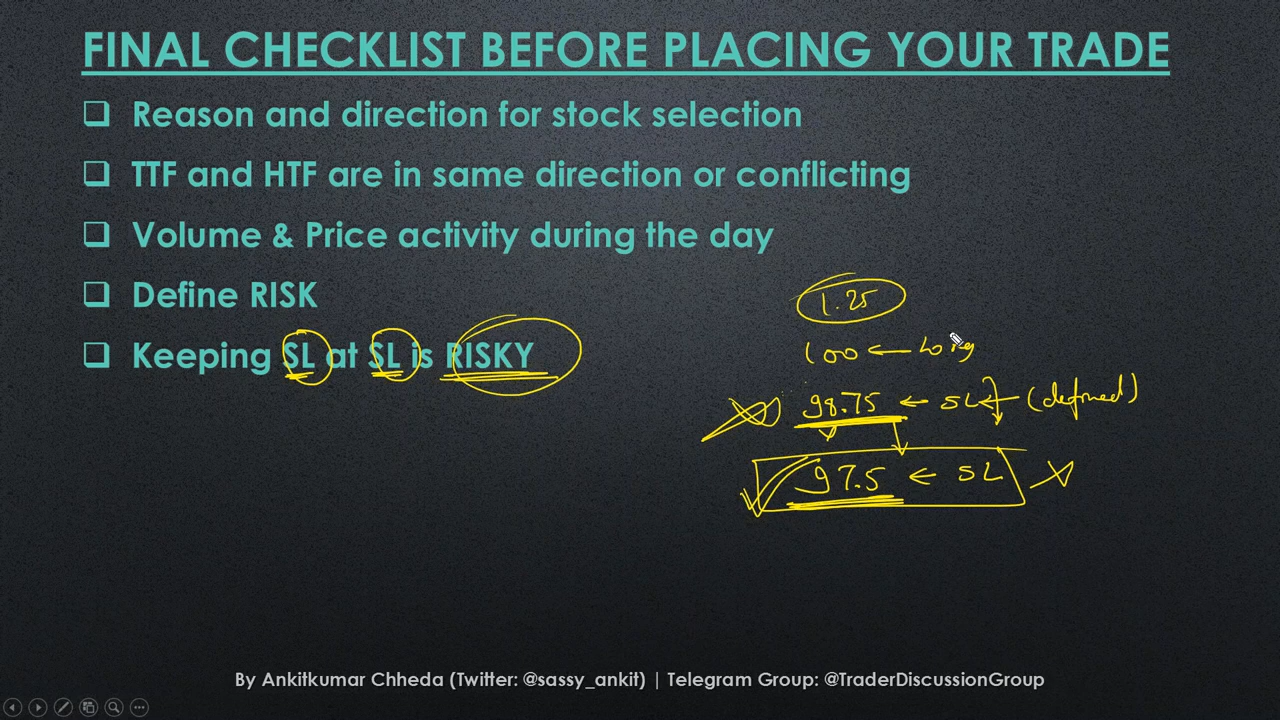 FINAL CHECKLIST BEFORE PLACING YOUR TRADE
Reason and direction for stock selection
TTF and HTF are in same direction or conflicting
Volume & Price activity during the day
Define RISK
1.25
Keeping SL at SL is RISKY
100 ← Long
98.75 ← SL ← (defined)
97.5 ← SL
By Ankitkumar Chheda (Twitter: @sassy_ankit) | Telegram Group: @TraderDiscussionGroup